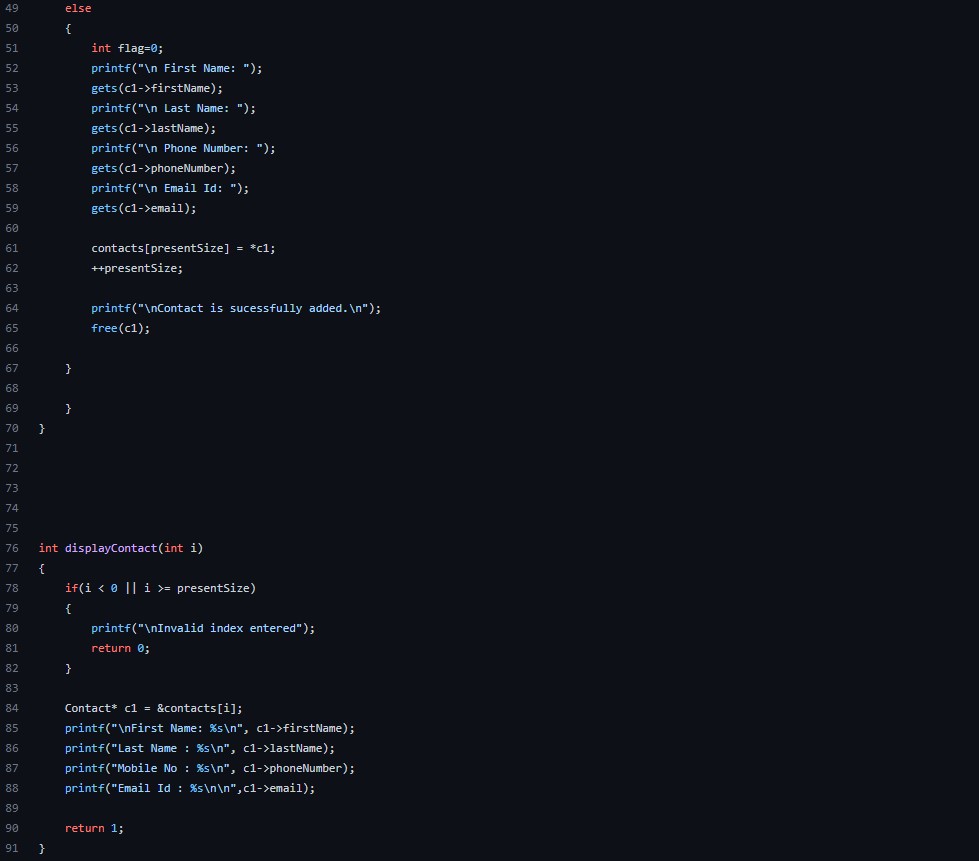 49     else
50     {
51         int flag=0;
52         printf("\n First Name: ");
53         gets(c1->firstName);
54         printf("\n Last Name: ");
55         gets(c1->lastName);
56         printf("\n Phone Number: ");
57         gets(c1->phoneNumber);
58         printf("\n Email Id: ");
59         gets(c1->email);
60
61         contacts[presentSize] = *c1;
62         ++presentSize;
63
64         printf("\nContact is sucessfully added.\n");
65         free(c1);
66
67     }
68
69     }
70 }
71
72
73
74
75
76 int displayContact(int i)
77 {
78     if(i < 0 || i >= presentSize)
79     {
80         printf("\nInvalid index entered");
81         return 0;
82     }
83
84     Contact* c1 = &contacts[i];
85     printf("\nFirst Name: %s\n", c1->firstName);
86     printf("Last Name : %s\n", c1->lastName);
87     printf("Mobile No : %s\n", c1->phoneNumber);
88     printf("Email Id : %s\n\n",c1->email);
89
90     return 1;
91 }